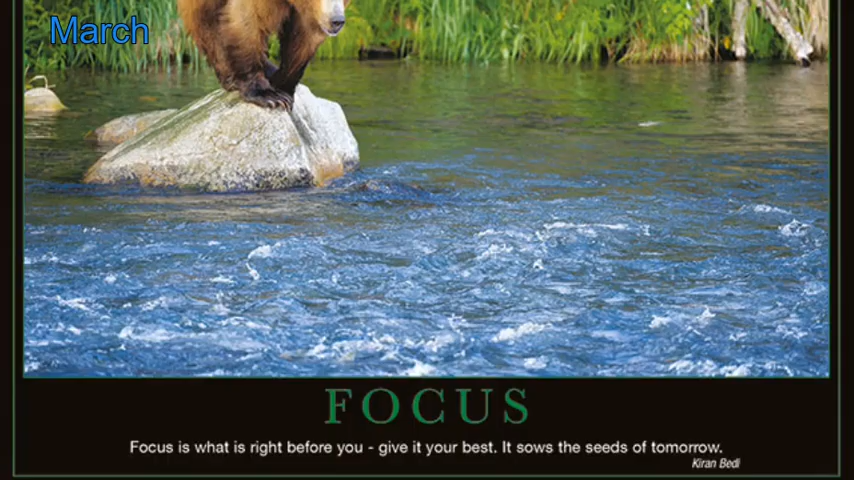 March
FOCUS
Focus is what is right before you - give it your best. It sows the seeds of tomorrow.
Kiran Bedi